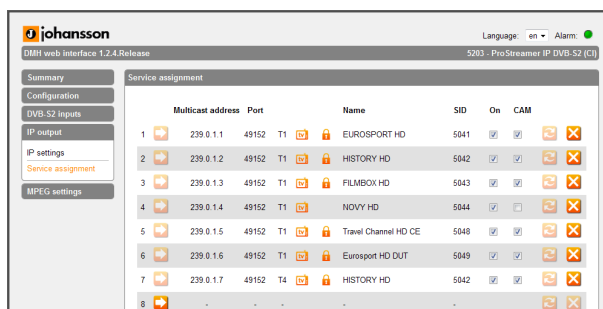 johansson
Language: en Alarm:
DMH web interface 1.2.4.Release 5203 - ProStreamer IP DVB-S2 (CI)
Summary
Configuration
DVB-S2 inputs
IP output
IP settings
Service assignment
MPEG settings
Service assignment
Multicast address Port Name SID On CAM
1 239.0.1.1 49152 T1 tv EUROSPORT HD 5041
2 239.0.1.2 49152 T1 tv HISTORY HD 5042
3 239.0.1.3 49152 T1 tv FILMBOX HD 5043
4 239.0.1.4 49152 T1 tv NOVY HD 5044
5 239.0.1.5 49152 T1 tv Travel Channel HD CE 5048
6 239.0.1.6 49152 T1 tv Eurosport HD DUT 5049
7 239.0.1.7 49152 T4 tv HISTORY HD 5042
8 - - - - -